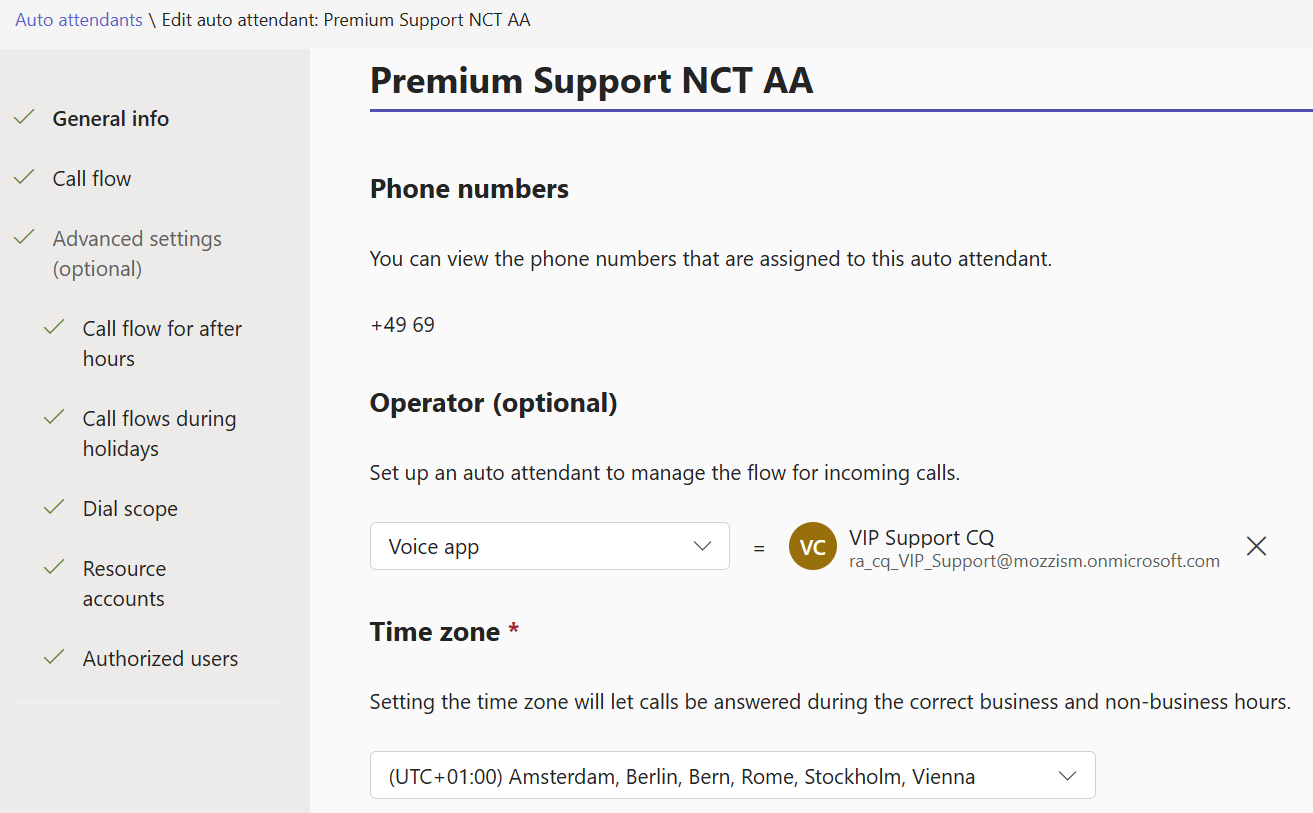 Auto attendants \ Edit auto attendant: Premium Support NCT AA
General info
Call flow
Advanced settings
(optional)
Call flow for after
hours
Call flows during
holidays
Dial scope
Resource
accounts
Authorized users
Premium Support NCT AA
Phone numbers
You can view the phone numbers that are assigned to this auto attendant.
+49 69
Operator (optional)
Set up an auto attendant to manage the flow for incoming calls.
Voice app
=
VC
VIP Support CQ
ra_cq_VIP_Support@mozzism.onmicrosoft.com
Time zone *
Setting the time zone will let calls be answered during the correct business and non-business hours.
(UTC+01:00) Amsterdam, Berlin, Bern, Rome, Stockholm, Vienna